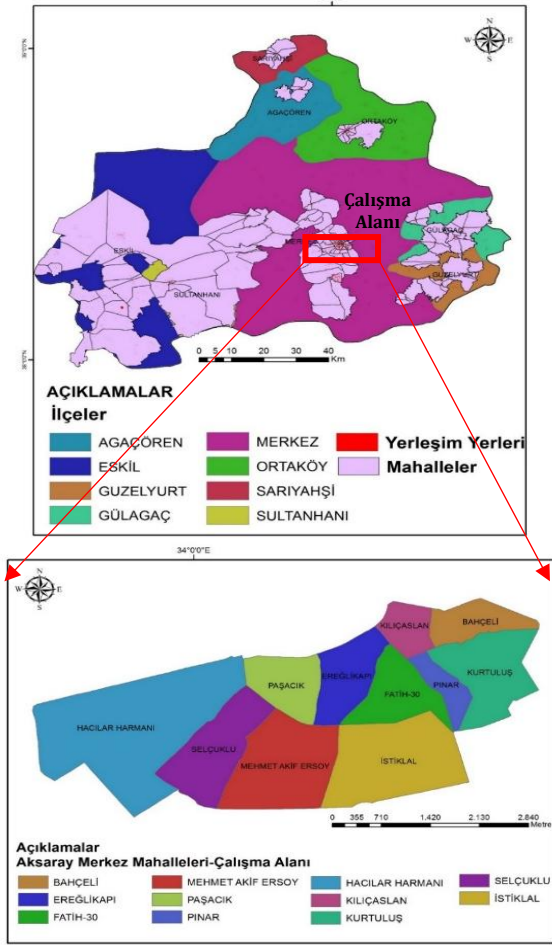 N
W E
S
SARIYAHŞİ
AGAÇÖREN
ORTAKÖY
Çalışma
Alanı
GÜLAGAÇ
MERKEZ
ESKİL
GUZELYURT
SULTANHANI
0 5 10 20 30 40
Km
AÇIKLAMALAR
İlçeler
AGAÇÖREN MERKEZ Yerleşim Yerleri
ESKİL ORTAKÖY Mahalleler
GUZELYURT SARIYAHŞİ
GÜLAGAÇ SULTANHANI
34°0'0"E
N
W E
S
KILIÇASLAN
BAHÇELİ
EREĞLİKAPI
KURTULUŞ
PAŞACIK
PINAR
FATİH-30
HACILAR HARMANI
SELÇUKLU
MEHMET AKİF ERSOY
İSTİKLAL
0 355 710 1.420 2.130 2.840
Metre
Açıklamalar
Aksaray Merkez Mahalleleri-Çalışma Alanı
BAHÇELİ MEHMET AKİF ERSOY HACILAR HARMANI SELÇUKLU
EREĞLİKAPI PAŞACIK KILIÇASLAN İSTİKLAL
FATİH-30 PINAR KURTULUŞ